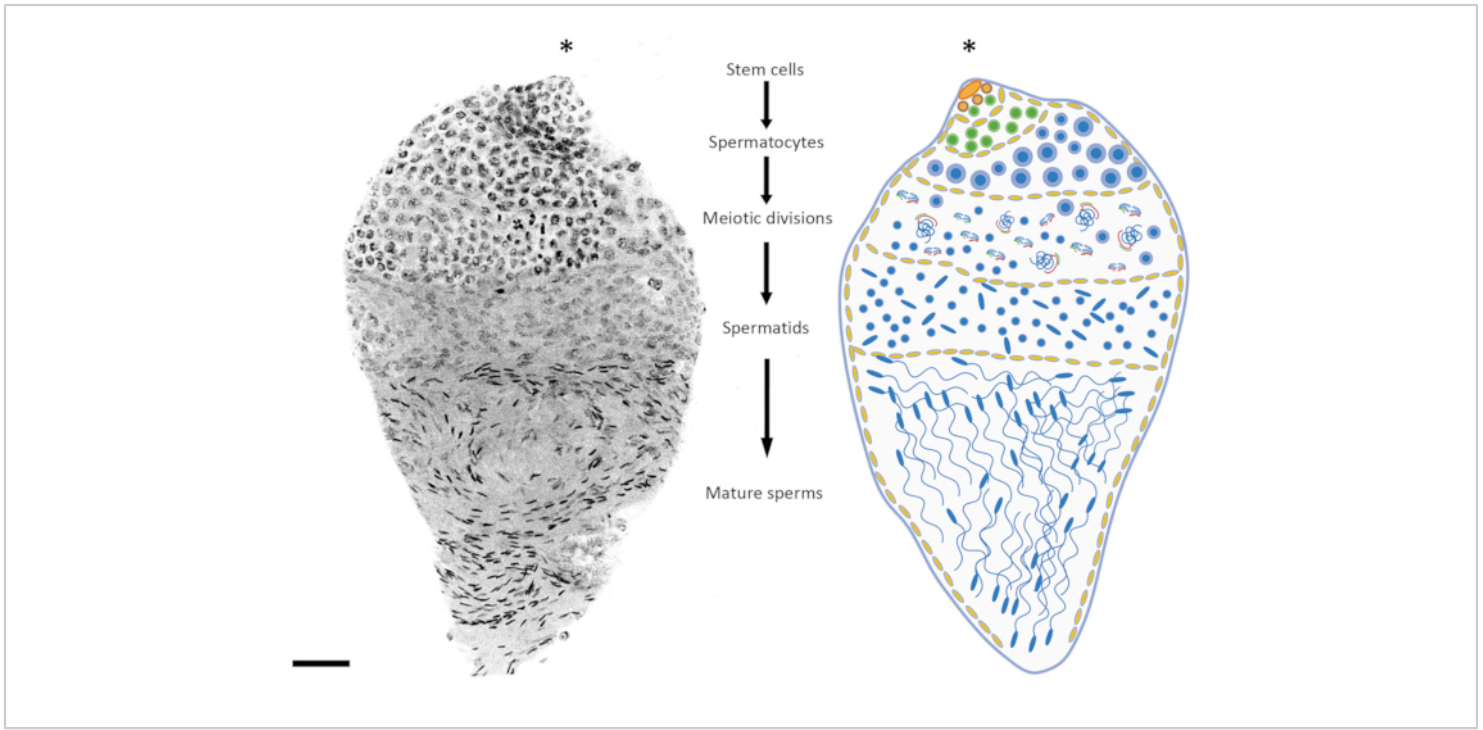 * *
Stem cells
Spermatocytes
Meiotic divisions
Spermatids
Mature sperms